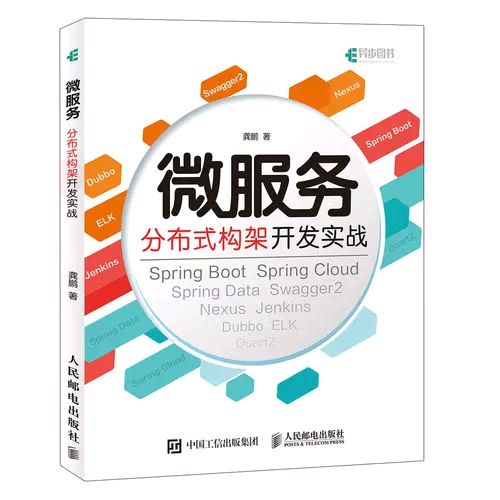 异步图书
Swagger2
Nexus
Spring Boot
QuartZ
Dubbo
ELK
Jenkins
Spring Data
Spring Cloud
龚鹏 著
微服务
分布式构架开发实战
Spring Boot Spring Cloud
Spring Data Swagger2
Nexus Jenkins
Dubbo ELK
QuartZ
中国工信出版集团
人民邮电出版社
POSTS & TELECOM PRESS
微服务
分布式构架开发实战
龚鹏 著
人民邮电出版社